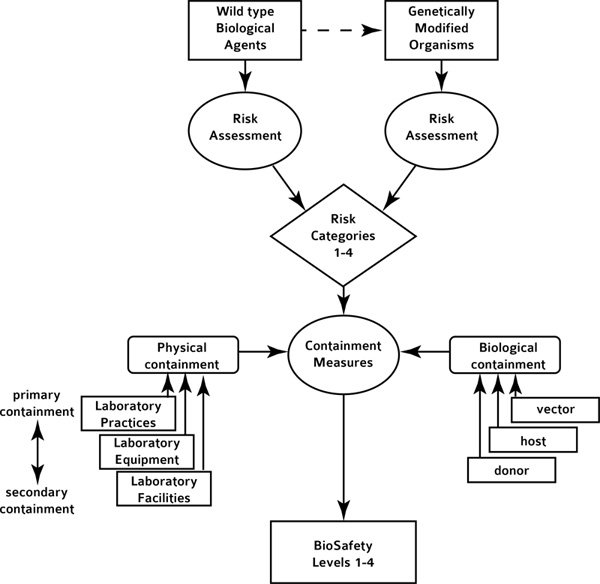 Wild type
Biological
Agents
Genetically
Modified
Organisms
Risk
Assessment
Risk
Assessment
Risk
Categories
1-4
Physical
containment
Containment
Measures
Biological
containment
primary
containment
secondary
containment
Laboratory
Practices
Laboratory
Equipment
Laboratory
Facilities
vector
host
donor
BioSafety
Levels 1-4